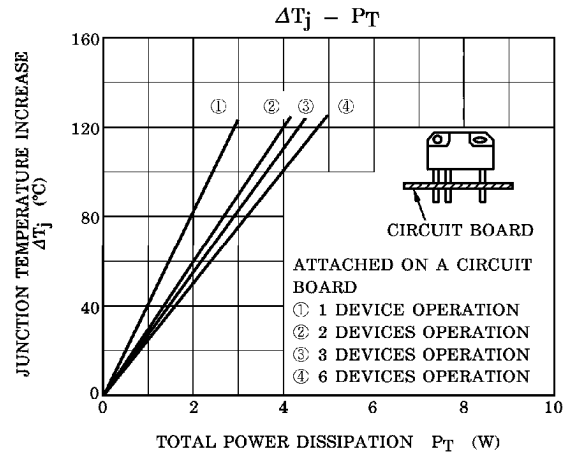 ΔTj – PT
160
120
80
40
0
0
2
4
6
8
10
JUNCTION TEMPERATURE INCREASE
ΔTj (°C)
①
②
③
④
CIRCUIT BOARD
ATTACHED ON A CIRCUIT
BOARD
① 1 DEVICE OPERATION
② 2 DEVICES OPERATION
③ 3 DEVICES OPERATION
④ 6 DEVICES OPERATION
TOTAL POWER DISSIPATION PT (W)